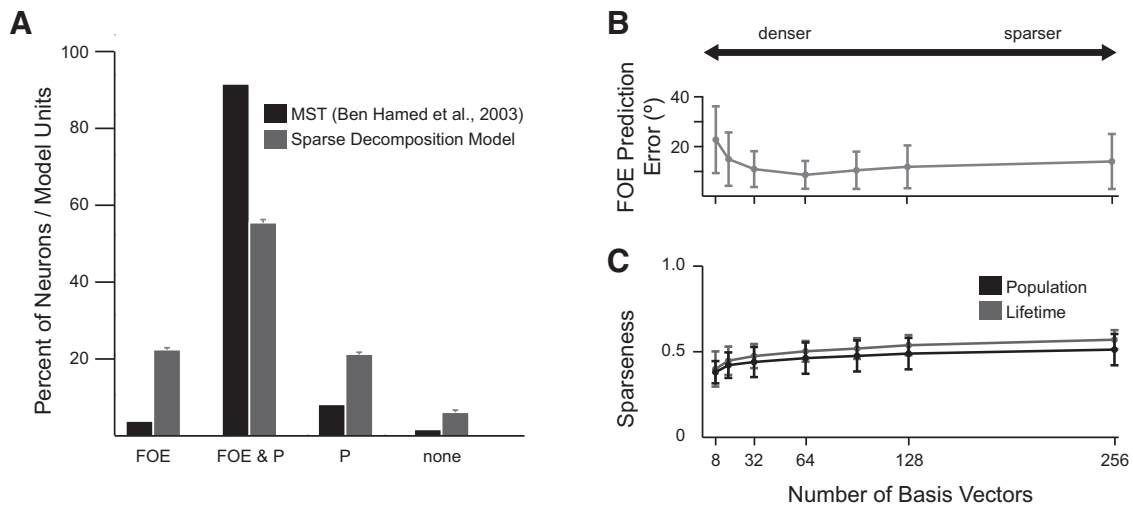 A
Percent of Neurons / Model Units
100
80
60
40
20
MST (Ben Hamed et al., 2003)
Sparse Decomposition Model
FOE
FOE & P
P
none
B
denser
sparser
FOE Prediction
Error (º)
40
20
C
Sparseness
1.0
0.5
0
Population
Lifetime
8
32
64
128
256
Number of Basis Vectors